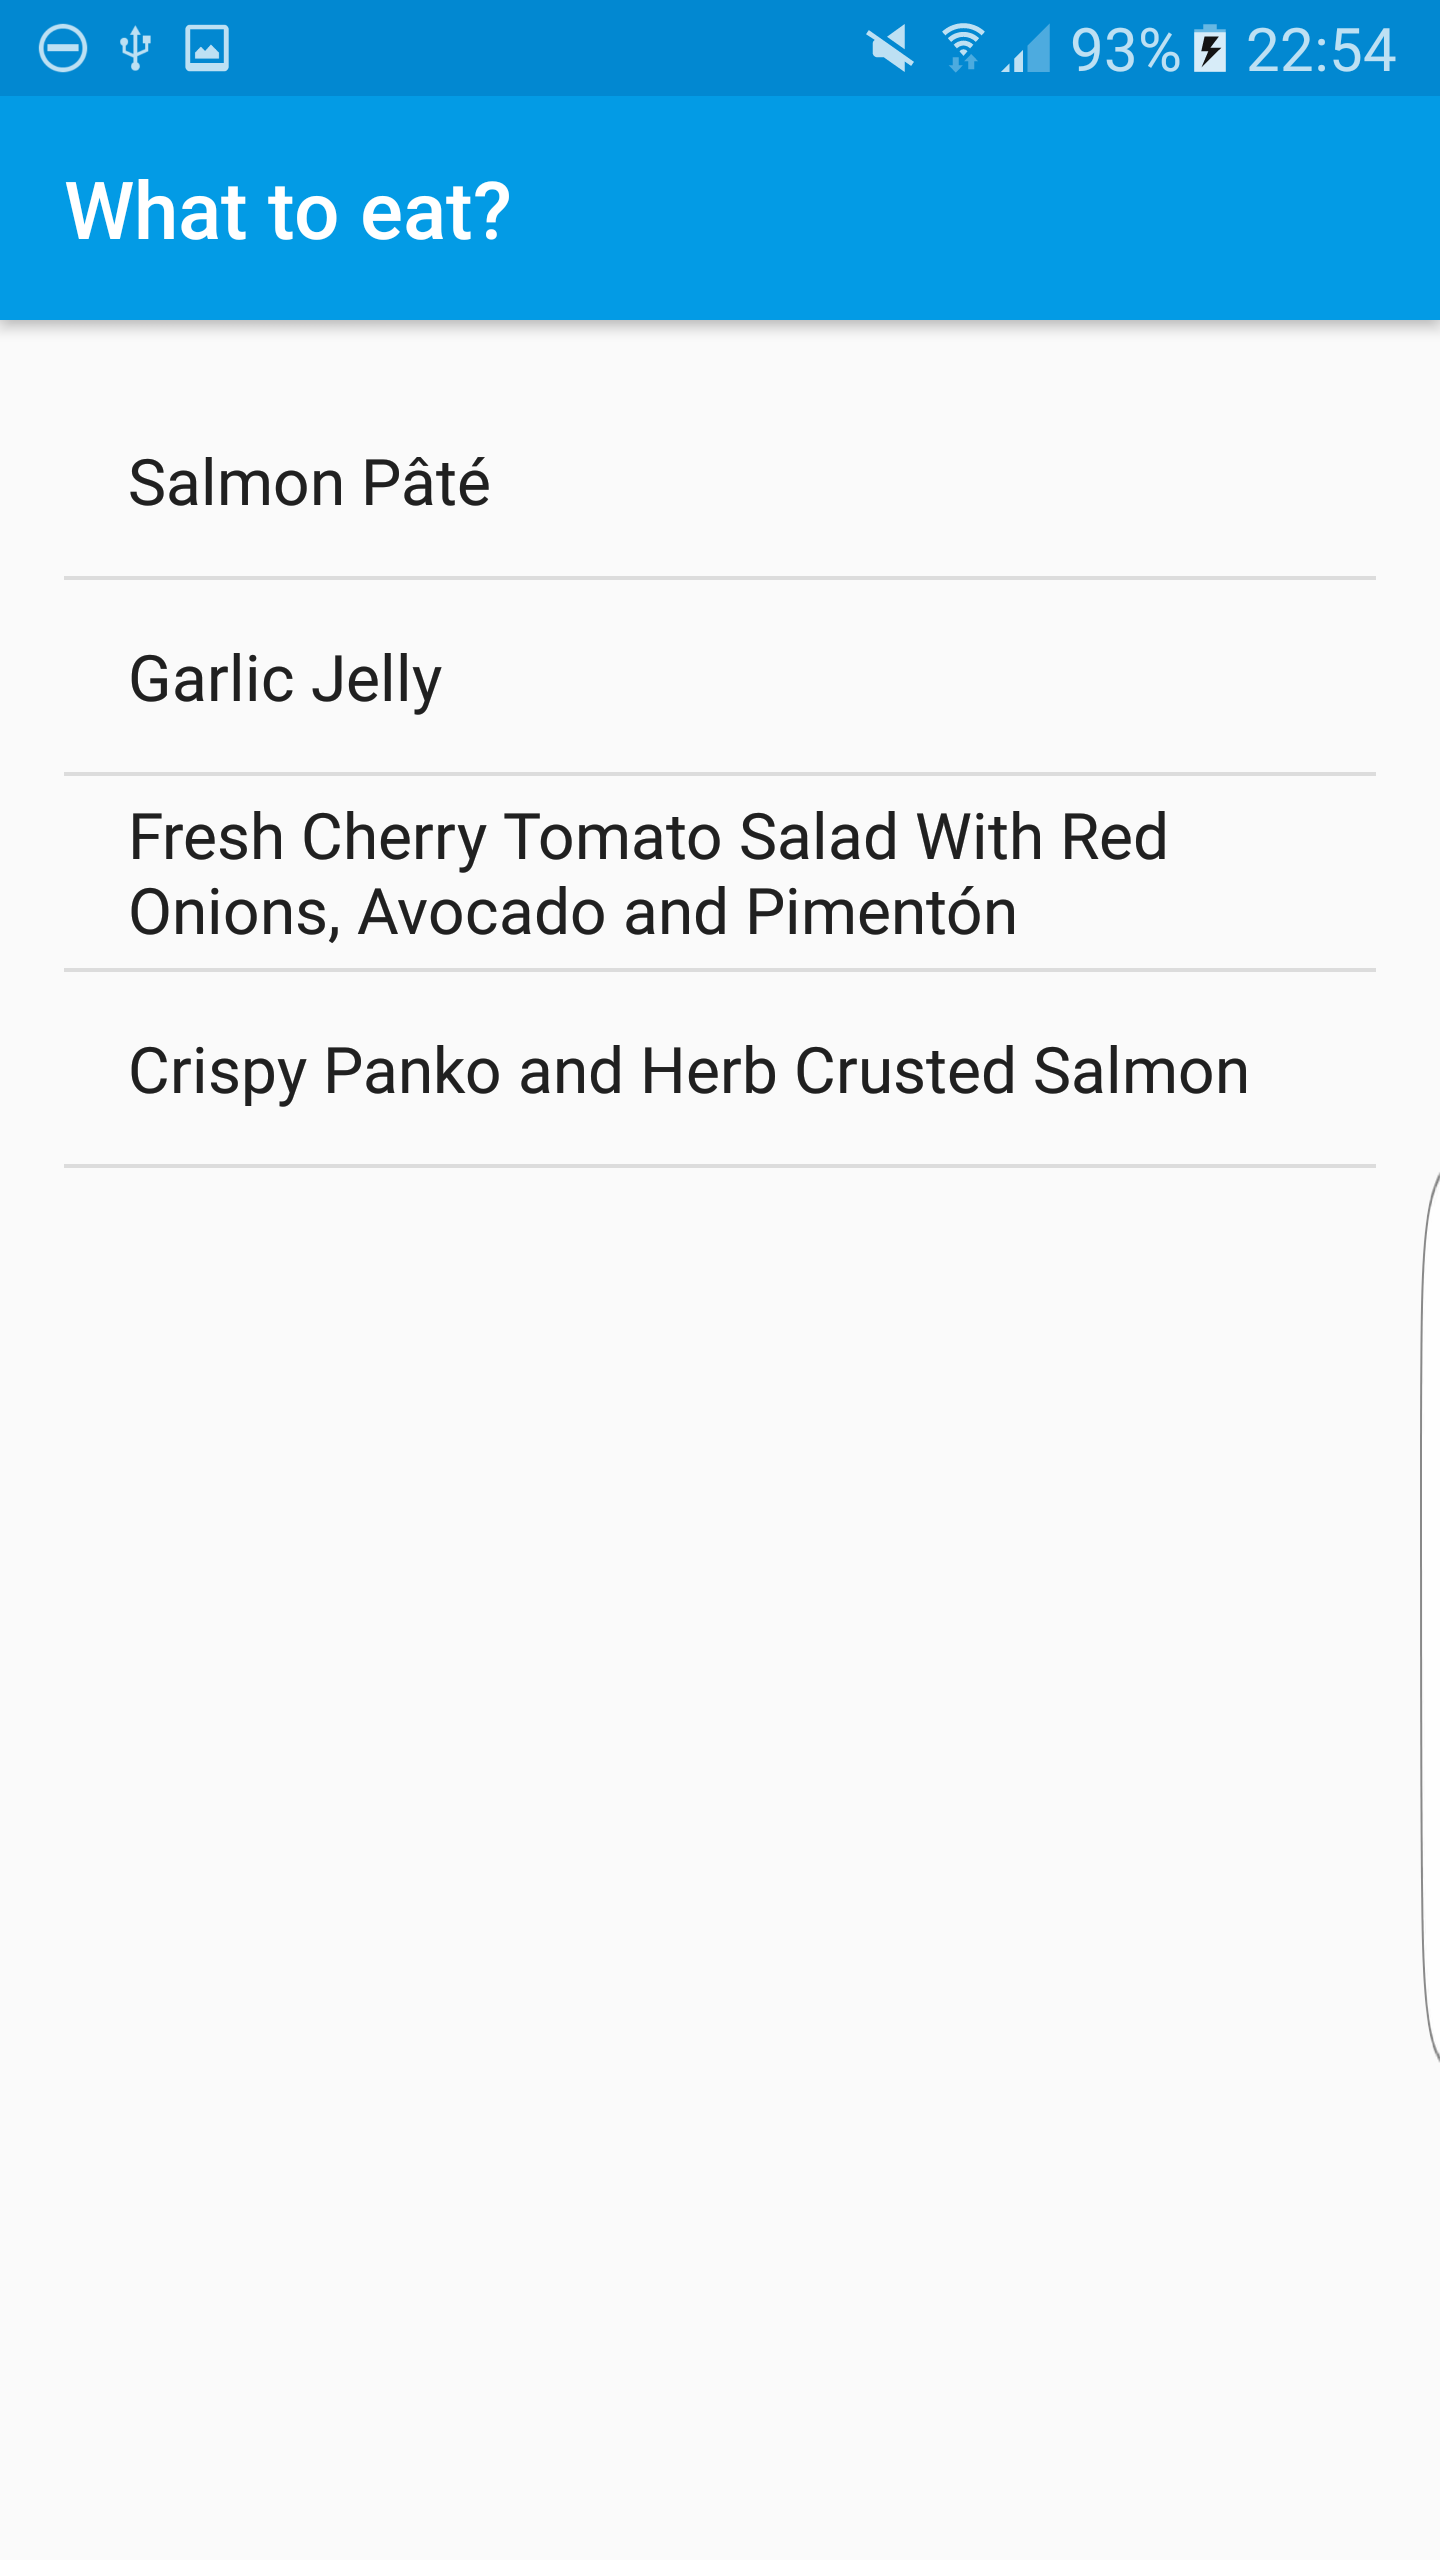 93% 22:54
What to eat?
Salmon Pâté
Garlic Jelly
Fresh Cherry Tomato Salad With Red
Onions, Avocado and Pimentón
Crispy Panko and Herb Crusted Salmon